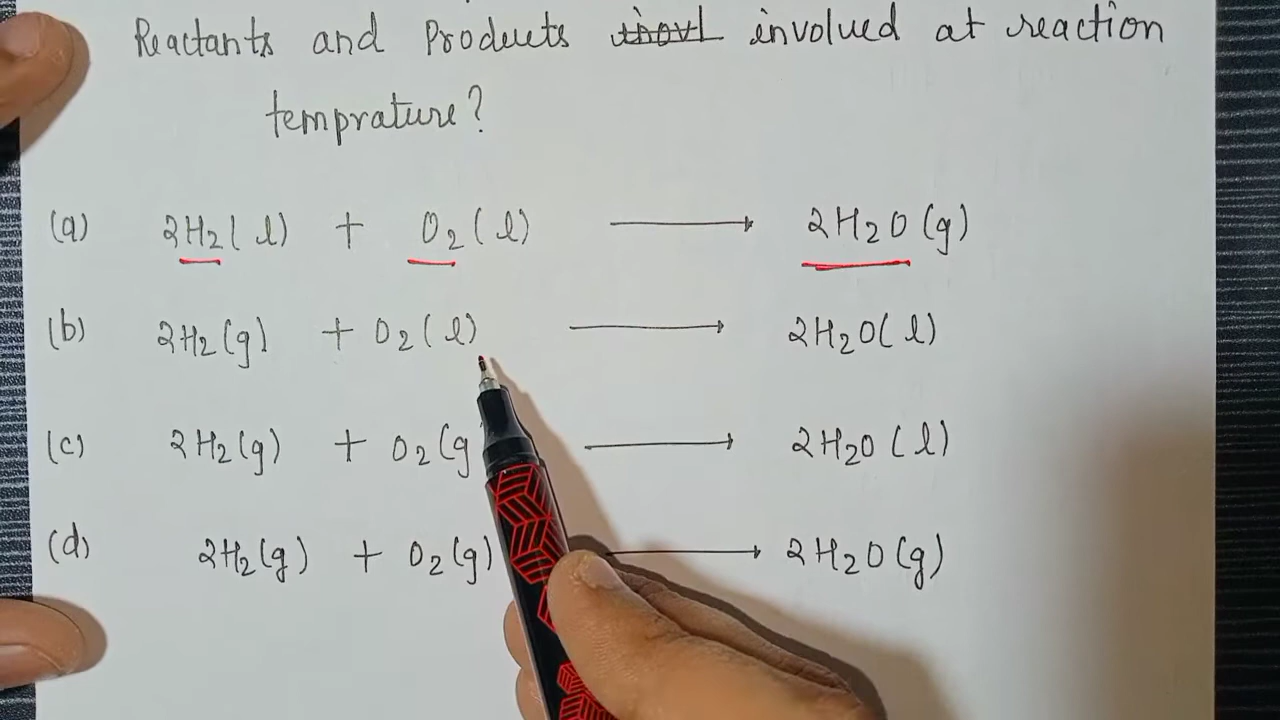 Reactants and Products involved at reaction
temprature?
(a) 2H2(l) + O2(l) ⟶ 2H2O(g)
(b) 2H2(g) + O2(l) ⟶ 2H2O(l)
(c) 2H2(g) + O2(g ⟶ 2H2O(l)
(d) 2H2(g) + O2(g) ⟶ 2H2O(g)